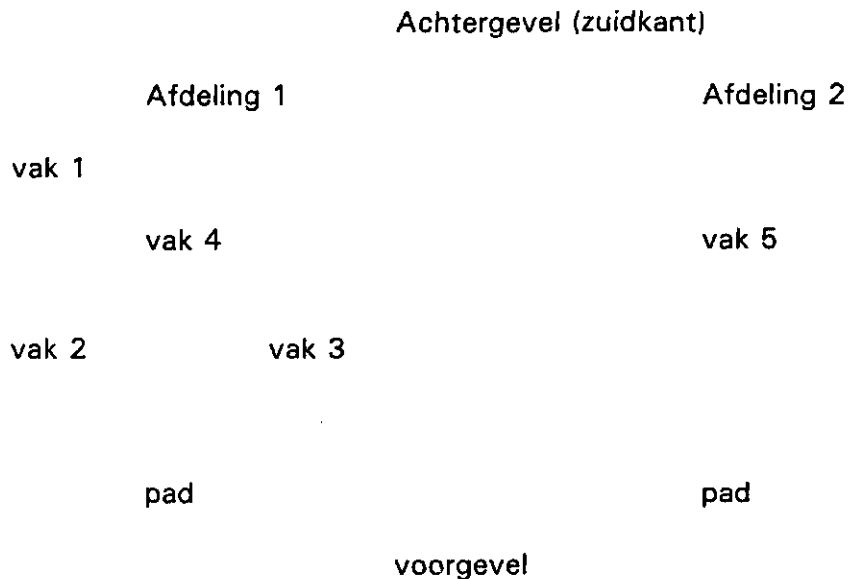 Achtergevel (zuidkant)
Afdeling 1 Afdeling 2
vak 1
vak 4 vak 5
vak 2 vak 3
pad pad
voorgevel